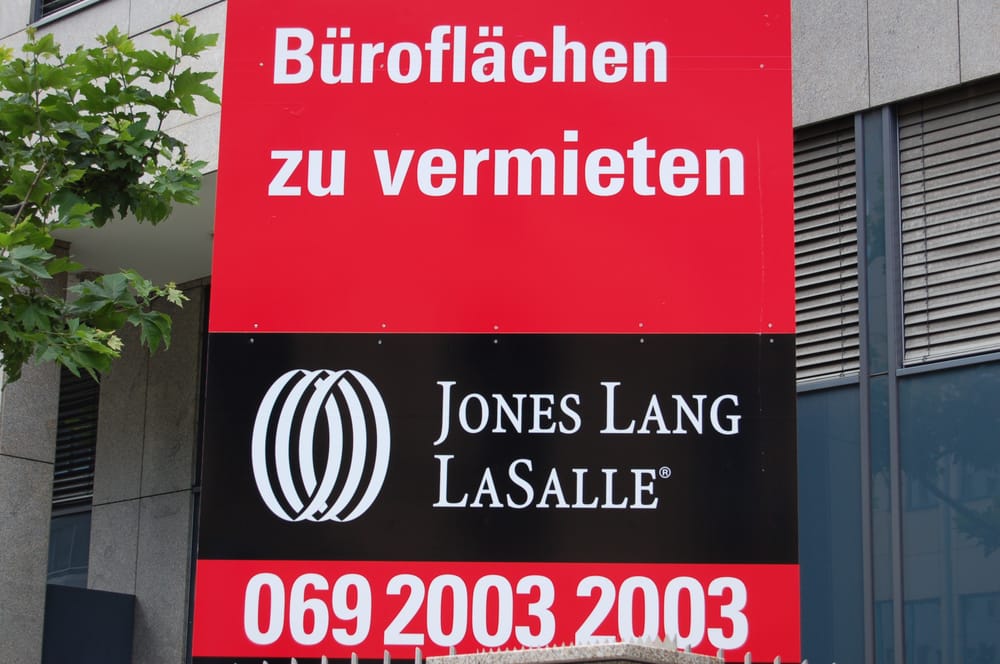 Büroflächen
zu vermieten
JONES LANG
LASALLE®
069 2003 2003